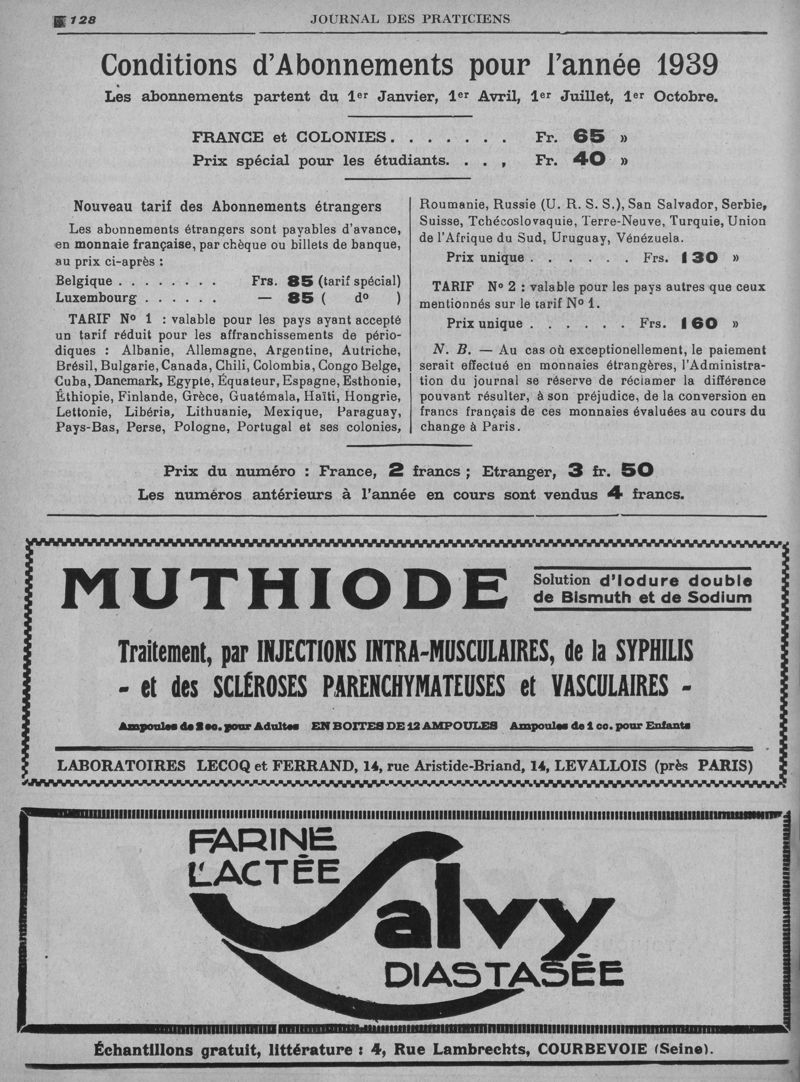 128
JOURNAL DES PRATICIENS
Conditions d'Abonnements pour l'année 1939
Les abonnements partent du 1er Janvier, 1er Avril, 1er Juillet, 1er Octobre.
FRANCE et COLONIES. . . . . . . Fr. 65 »
Prix spécial pour les étudiants. . . , Fr. 40 »
Nouveau tarif des Abonnements étrangers
Les abonnements étrangers sont payables d'avance,
en monnaie française, par chèque ou billets de banque,
au prix ci-après :
Belgique . . . . . . . . Frs. 85 (tarif spécial)
Luxembourg . . . . . . — 85 ( do )
TARIF No 1 : valable pour les pays ayant accepté
un tarif réduit pour les affranchissements de pério-
diques : Albanie, Allemagne, Argentine, Autriche,
Brésil, Bulgarie, Canada, Chili, Colombia, Congo Belge,
Cuba, Danemark, Egypte, Équateur, Espagne, Esthonie,
Éthiopie, Finlande, Grèce, Guatémala, Haïti, Hongrie,
Lettonie, Libéria, Lithuanie, Mexique, Paraguay,
Pays-Bas, Perse, Pologne, Portugal et ses colonies,
Roumanie, Russie (U. R. S. S.), San Salvador, Serbie,
Suisse, Tchécoslovaquie, Terre-Neuve, Turquie, Union
de l'Afrique du Sud, Uruguay, Vénézuela.
Prix unique . . . . . . Frs. 130 »
TARIF No 2 : valable pour les pays autres que ceux
mentionnés sur le tarif No 1.
Prix unique . . . . . . Frs. 160 »
N. B. — Au cas où exceptionellement, le paiement
serait effectué en monnaies étrangères, l'Administra-
tion du journal se réserve de réclamer la différence
pouvant résulter, à son préjudice, de la conversion en
francs français de ces monnaies évaluées au cours du
change à Paris.
Prix du numéro : France, 2 francs ; Etranger, 3 fr. 50
Les numéros antérieurs à l'année en cours sont vendus 4 francs.
MUTHIODE
Solution d'Iodure double
de Bismuth et de Sodium
Traitement, par INJECTIONS INTRA-MUSCULAIRES, de la SYPHILIS
- et des SCLÉROSES PARENCHYMATEUSES et VASCULAIRES -
Ampoules de 2 cc. pour Adultes EN BOITES DE 12 AMPOULES Ampoules de 1 cc. pour Enfants
LABORATOIRES LECOQ et FERRAND, 14, rue Aristide-Briand, 14, LEVALLOIS (près PARIS)
FARINE
LACTÉE
Salvy
DIASTASÉE
Échantillons gratuit, littérature : 4, Rue Lambrechts, COURBEVOIE (Seine).